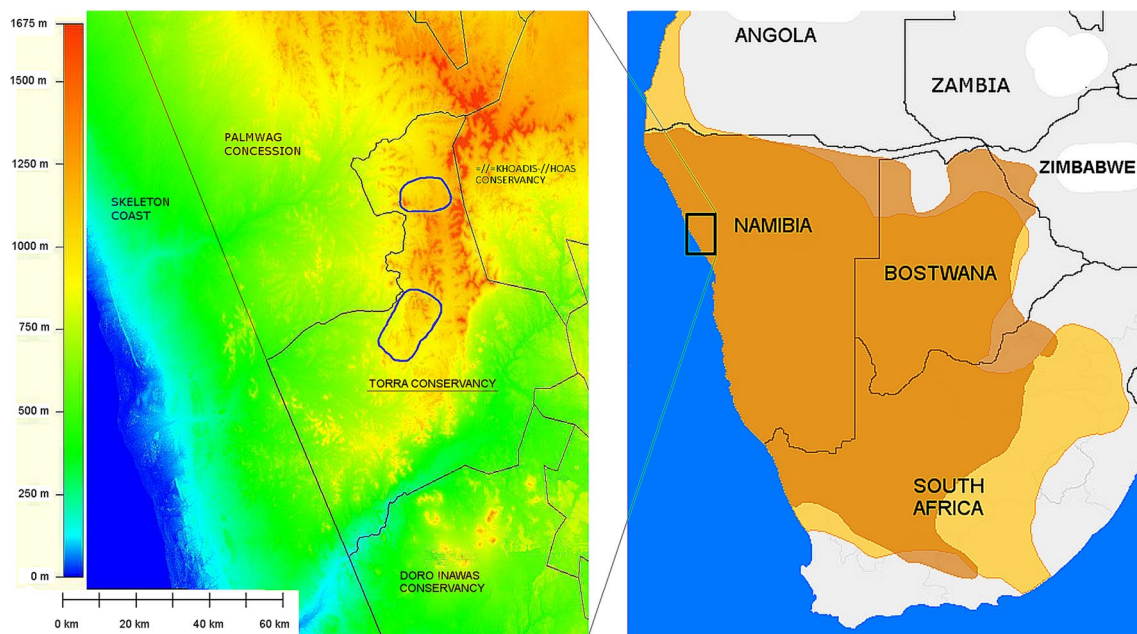 1675 m
1500 m
1250 m
1000 m
750 m
500 m
250 m
0 m
0 km
20 km
40 km
60 km
PALMWAG
CONCESSION
SKELETON
COAST
=//=KHOADIS-//HOAS
CONSERVANCY
TORRA CONSERVANCY
DORO !NAWAS
CONSERVANCY
ANGOLA
ZAMBIA
ZIMBABWE
NAMIBIA
BOSTWANA
SOUTH
AFRICA